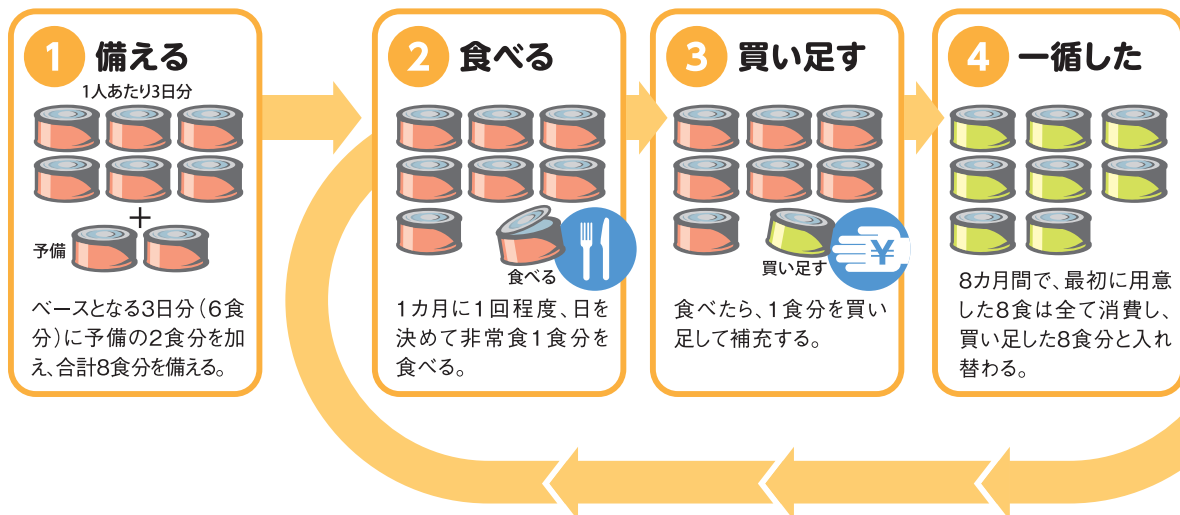 1 備える
1人あたり3日分
+
予備
ベースとなる3日分(6食
分)に予備の2食分を加
え、合計8食分を備える。
2 食べる
食べる
1カ月に1回程度、日を
決めて非常食1食分を
食べる。
3 買い足す
¥
買い足す
食べたら、1食分を買い
足して補充する。
4 一循した
8カ月間で、最初に用意
した8食は全て消費し、
買い足した8食分と入れ
替わる。